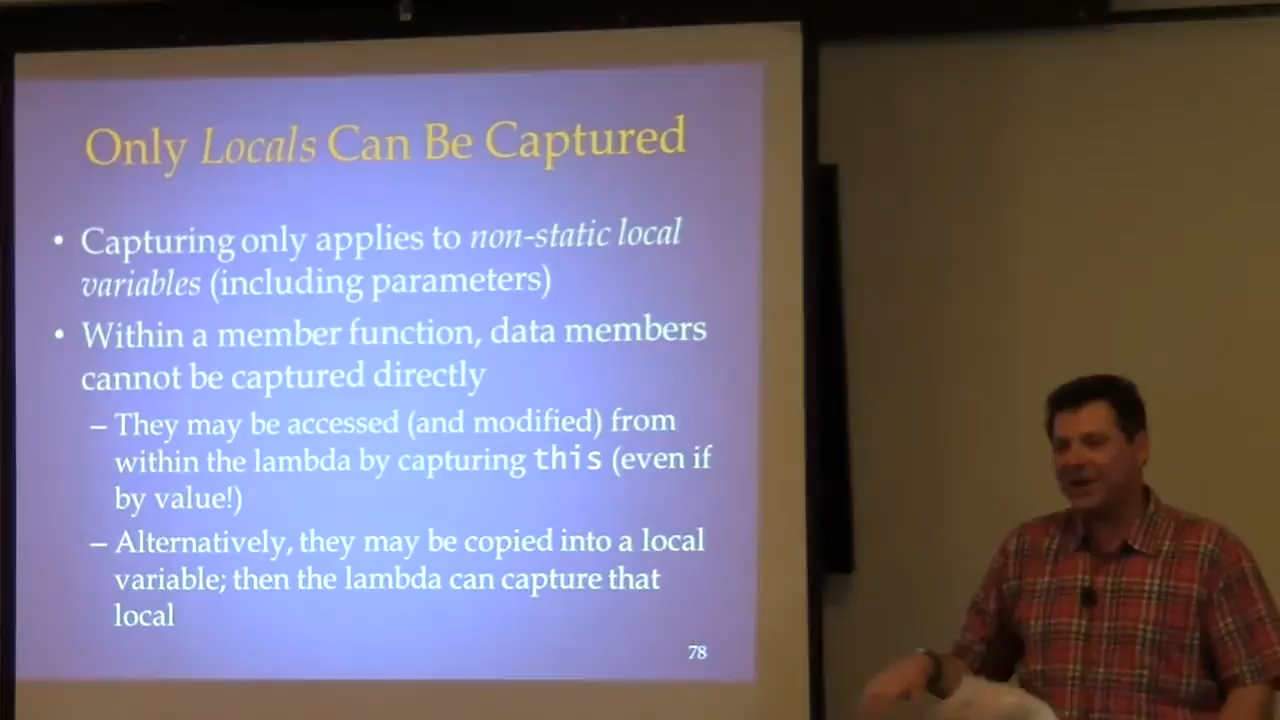 Only Locals Can Be Captured
• Capturing only applies to non-static local
variables (including parameters)
• Within a member function, data members
cannot be captured directly
– They may be accessed (and modified) from
within the lambda by capturing this (even if
by value!)
– Alternatively, they may be copied into a local
variable; then the lambda can capture that
local
78